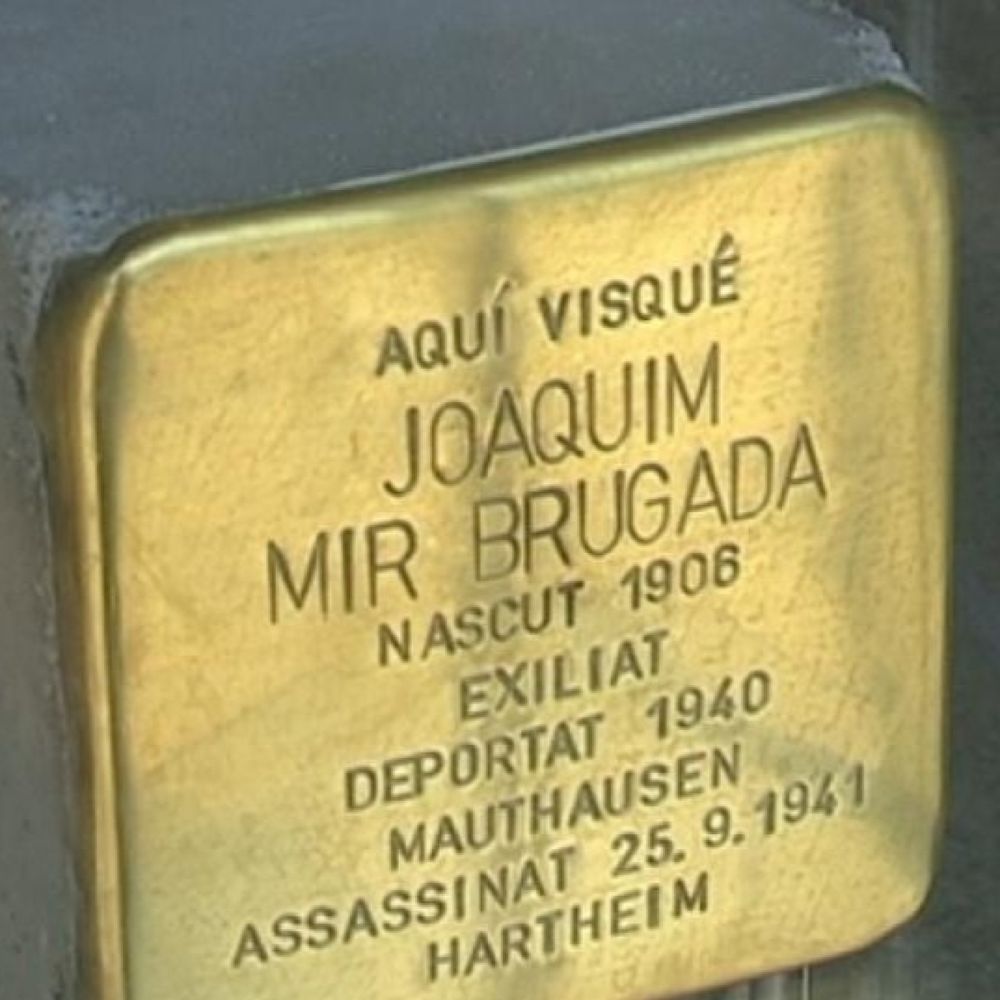 AQUÍ VISQUÉ
JOAQUIM
MIR BRUGADA
NASCUT 1906
EXILIAT
DEPORTAT 1940
MAUTHAUSEN
ASSASSINAT 25.9.1941
HARTHEIM